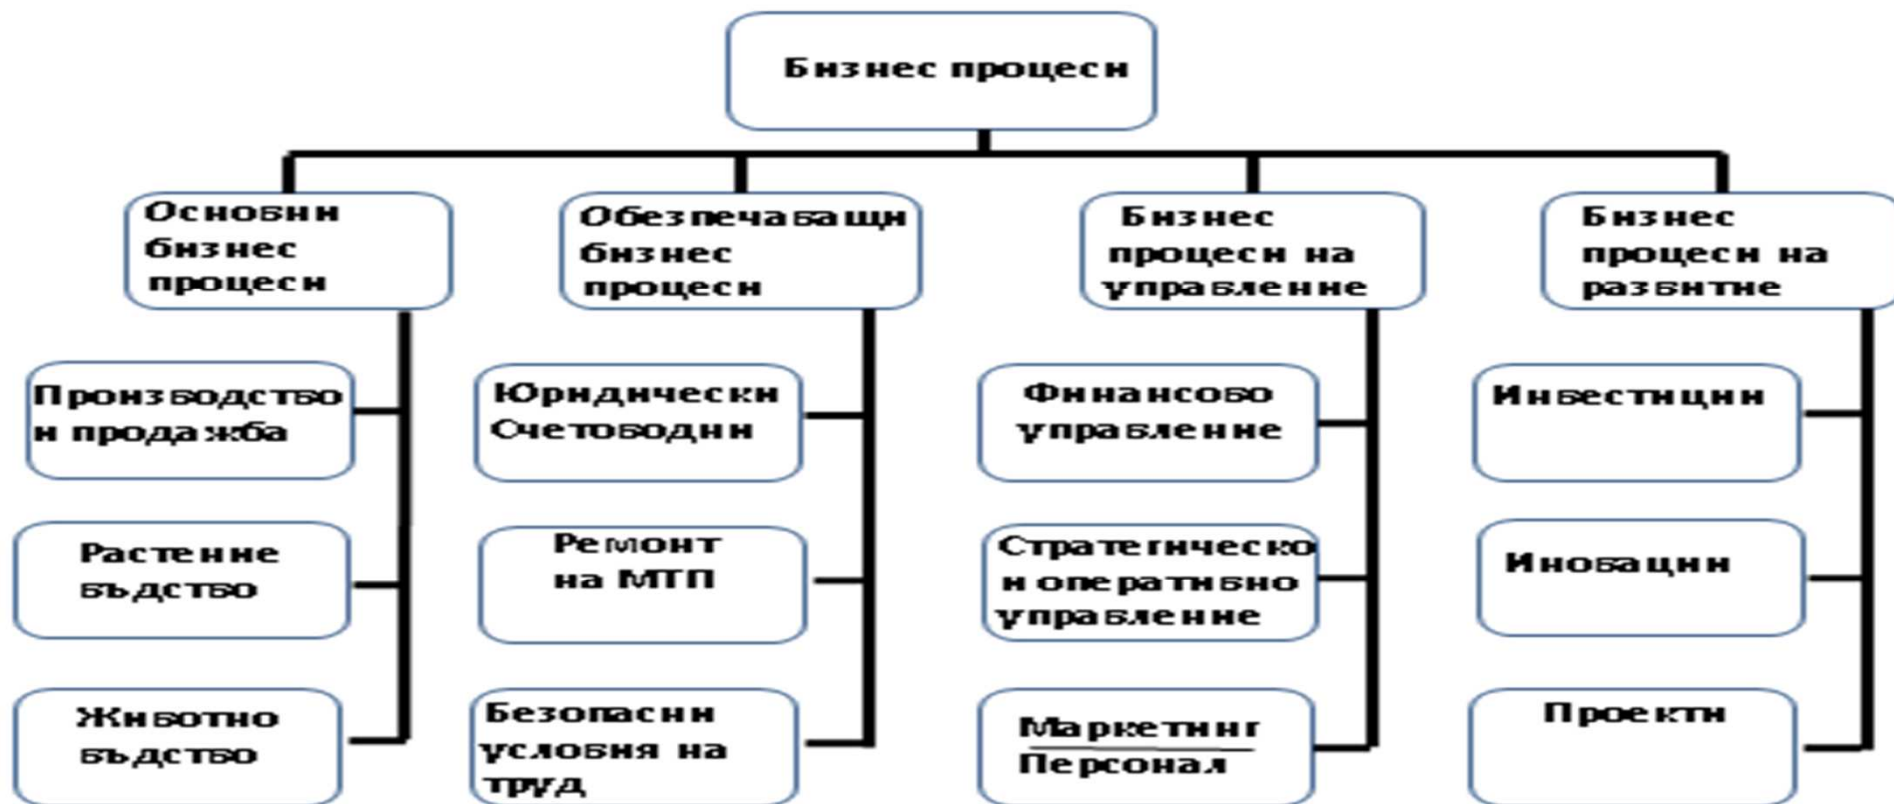 Бизнес процеси
Основни
бизнес
процеси
Обезпечаващи
бизнес
процеси
Бизнес
процеси на
управление
Бизнес
процеси на
развитие
Производство
и продажба
Юридически
Счетоводни
Финансово
управление
Инвестиции
Растение
въдство
Ремонт
на МТП
Стратегическо
и оперативно
управление
Иновации
Животно
въдство
Безопасни
условия на
труд
Маркетинг
Персонал
Проекти